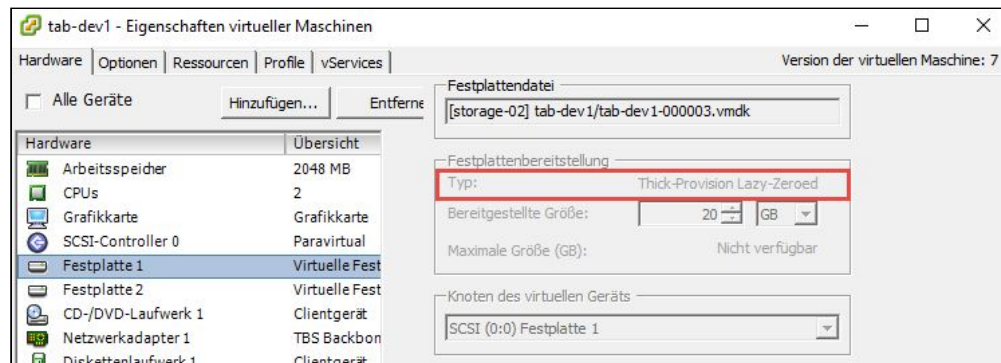 tab-dev1 - Eigenschaften virtueller Maschinen
Hardware Optionen Ressourcen Profile vServices
Version der virtuellen Maschine: 7
Alle Geräte
Hinzufügen...
Entferne
Hardware Übersicht
Arbeitsspeicher 2048 MB
CPUs 2
Grafikkarte Grafikkarte
SCSI-Controller 0 Paravirtual
Festplatte 1 Virtuelle Fest
Festplatte 2 Virtuelle Fest
CD-/DVD-Laufwerk 1 Clientgerät
Netzwerkadapter 1 TBS Backbon
Diskettenlaufwerk 1 Clientgerät
Festplattendatei
[storage-02] tab-dev1/tab-dev1-000003.vmdk
Festplattenbereitstellung
Typ: Thick-Provision Lazy-Zeroed
Bereitgestellte Größe: 20 GB
Maximale Größe (GB): Nicht verfügbar
Knoten des virtuellen Geräts
SCSI (0:0) Festplatte 1